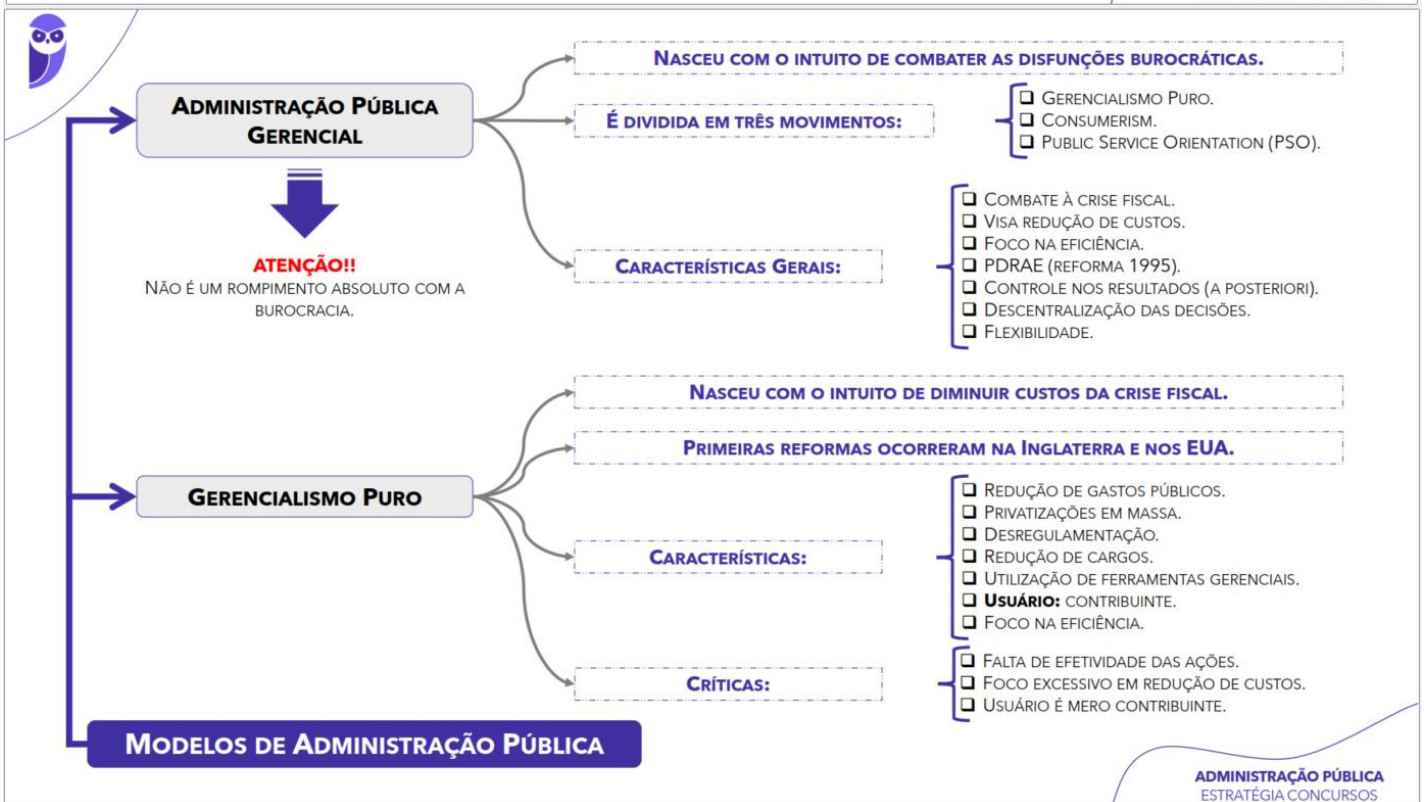 ADMINISTRAÇÃO PÚBLICA
GERENCIAL
ATENÇÃO!!
NÃO É UM ROMPIMENTO ABSOLUTO COM A
BUROCRACIA.
NASCEU COM O INTUITO DE COMBATER AS DISFUNÇÕES BUROCRÁTICAS.
É DIVIDIDA EM TRÊS MOVIMENTOS:
❑ GERENCIALISMO PURO.
❑ CONSUMERISM.
❑ PUBLIC SERVICE ORIENTATION (PSO).
CARACTERÍSTICAS GERAIS:
❑ COMBATE À CRISE FISCAL.
❑ VISA REDUÇÃO DE CUSTOS.
❑ FOCO NA EFICIÊNCIA.
❑ PDRAE (REFORMA 1995).
❑ CONTROLE NOS RESULTADOS (A POSTERIORI).
❑ DESCENTRALIZAÇÃO DAS DECISÕES.
❑ FLEXIBILIDADE.
GERENCIALISMO PURO
NASCEU COM O INTUITO DE DIMINUIR CUSTOS DA CRISE FISCAL.
PRIMEIRAS REFORMAS OCORRERAM NA INGLATERRA E NOS EUA.
CARACTERÍSTICAS:
❑ REDUÇÃO DE GASTOS PÚBLICOS.
❑ PRIVATIZAÇÕES EM MASSA.
❑ DESREGULAMENTAÇÃO.
❑ REDUÇÃO DE CARGOS.
❑ UTILIZAÇÃO DE FERRAMENTAS GERENCIAIS.
❑ USUÁRIO: CONTRIBUINTE.
❑ FOCO NA EFICIÊNCIA.
CRÍTICAS:
❑ FALTA DE EFETIVIDADE DAS AÇÕES.
❑ FOCO EXCESSIVO EM REDUÇÃO DE CUSTOS.
❑ USUÁRIO É MERO CONTRIBUINTE.
MODELOS DE ADMINISTRAÇÃO PÚBLICA
ADMINISTRAÇÃO PÚBLICA
ESTRATÉGIA CONCURSOS